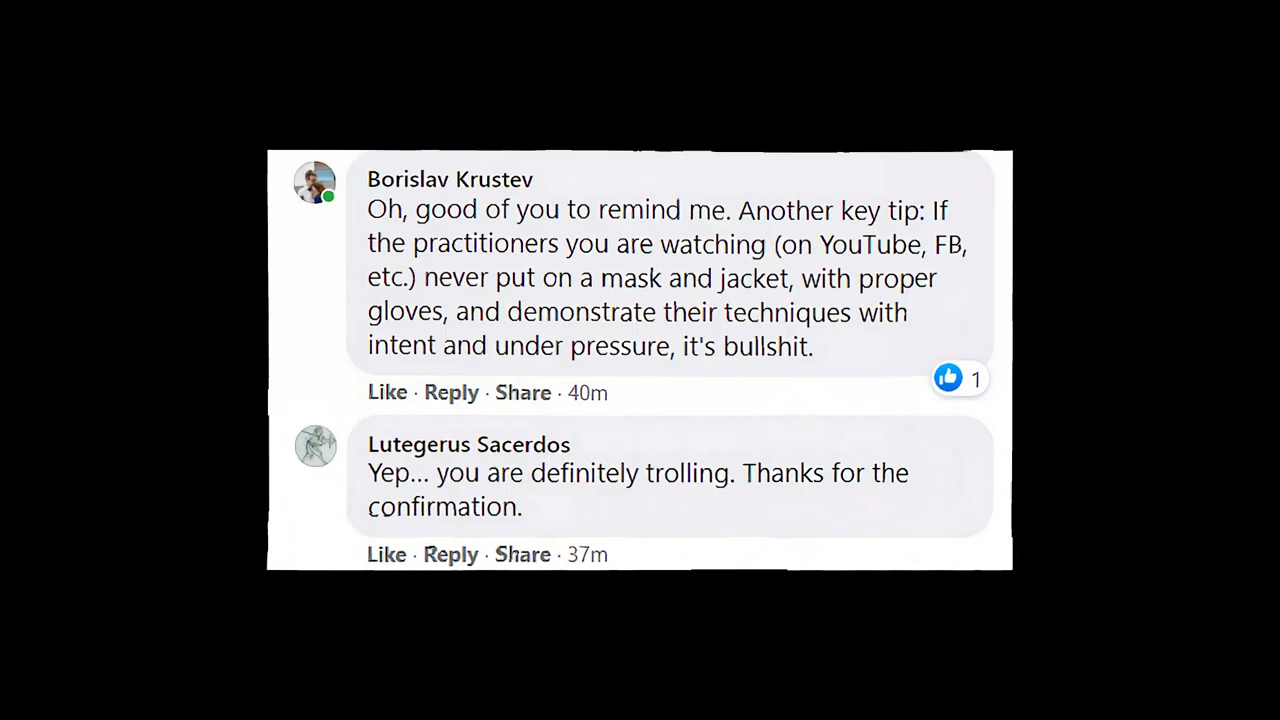 Borislav Krustev
Oh, good of you to remind me. Another key tip: If
the practitioners you are watching (on YouTube, FB,
etc.) never put on a mask and jacket, with proper
gloves, and demonstrate their techniques with
intent and under pressure, it's bullshit.
1
Like · Reply · Share · 40m
Lutegerus Sacerdos
Yep... you are definitely trolling. Thanks for the
confirmation.
Like · Reply · Share · 37m